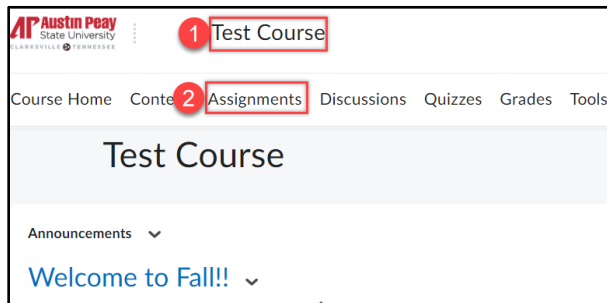 AP Austin Peay
State University
CLARKSVILLE TENNESSEE
1 Test Course
Course Home Conte 2 Assignments Discussions Quizzes Grades Tools
Test Course
Announcements
Welcome to Fall!!